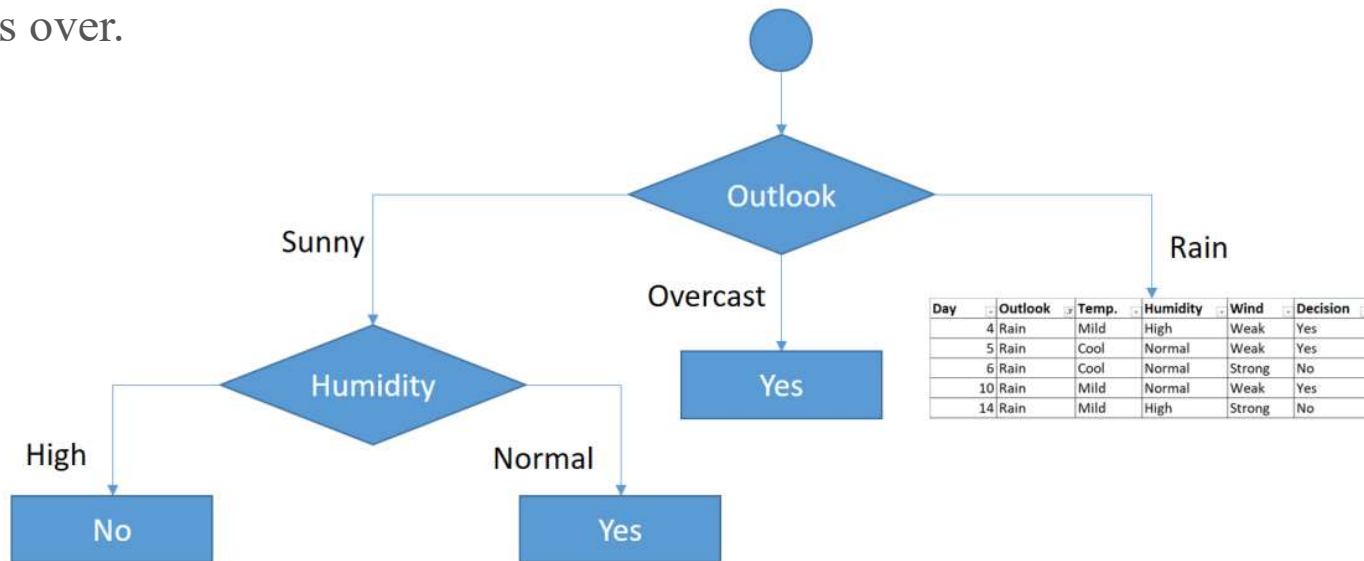 s over.
Outlook
Sunny
Rain
Overcast
Day Outlook Temp. Humidity Wind Decision
4 Rain Mild High Weak Yes
5 Rain Cool Normal Weak Yes
6 Rain Cool Normal Strong No
10 Rain Mild Normal Weak Yes
14 Rain Mild High Strong No
Humidity
Yes
High
Normal
No
Yes